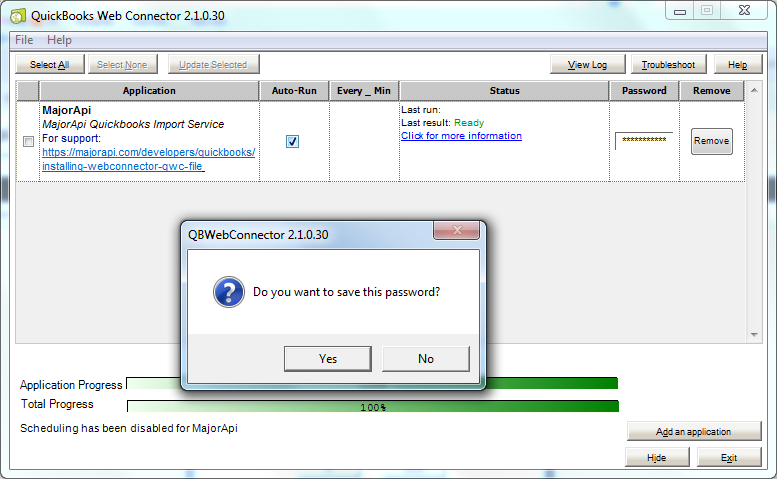 QuickBooks Web Connector 2.1.0.30
File Help
Select All Select None Update Selected View Log Troubleshoot Help
Application Auto-Run Every _ Min Status Password Remove
MajorApi
MajorApi Quickbooks Import Service
For support:
https://majorapi.com/developers/quickbooks/
installing-webconnector-qwc-file
Last run:
Last result: Ready
Click for more information
***********
Remove
QBWebConnector 2.1.0.30
Do you want to save this password?
Yes No
Application Progress
Total Progress
100%
Scheduling has been disabled for MajorApi
Add an application
Hide Exit